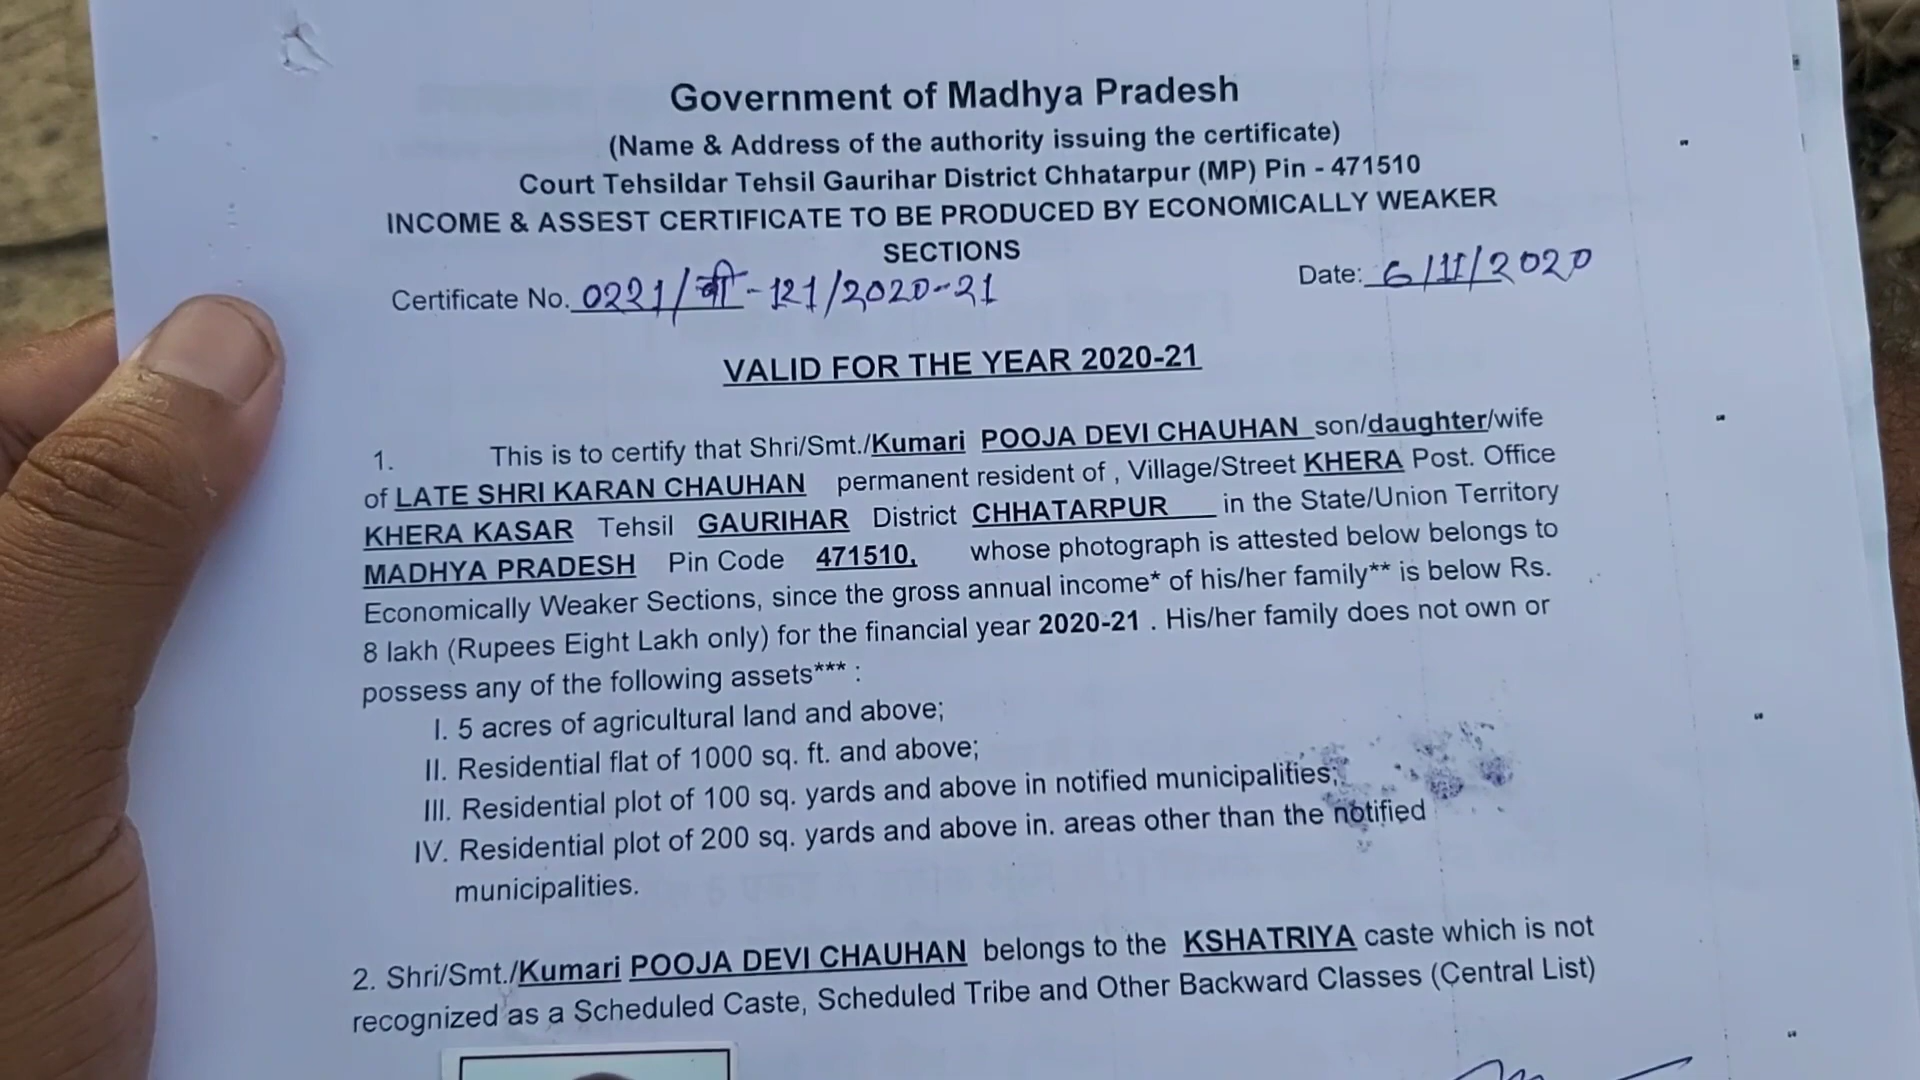 Government of Madhya Pradesh
(Name & Address of the authority issuing the certificate)
Court Tehsildar Tehsil Gaurihar District Chhatarpur (MP) Pin - 471510
INCOME & ASSEST CERTIFICATE TO BE PRODUCED BY ECONOMICALLY WEAKER
SECTIONS
Certificate No. 0221/बी-121/2020-21
Date: 6/11/2020
VALID FOR THE YEAR 2020-21
1. This is to certify that Shri/Smt./Kumari POOJA DEVI CHAUHAN son/daughter/wife
of LATE SHRI KARAN CHAUHAN permanent resident of , Village/Street KHERA Post. Office
KHERA KASAR Tehsil GAURIHAR District CHHATARPUR in the State/Union Territory
MADHYA PRADESH Pin Code 471510, whose photograph is attested below belongs to
Economically Weaker Sections, since the gross annual income* of his/her family** is below Rs.
8 lakh (Rupees Eight Lakh only) for the financial year 2020-21 . His/her family does not own or
possess any of the following assets*** :
I. 5 acres of agricultural land and above;
II. Residential flat of 1000 sq. ft. and above;
III. Residential plot of 100 sq. yards and above in notified municipalities;
IV. Residential plot of 200 sq. yards and above in. areas other than the notified
municipalities.
2. Shri/Smt./Kumari POOJA DEVI CHAUHAN belongs to the KSHATRIYA caste which is not
recognized as a Scheduled Caste, Scheduled Tribe and Other Backward Classes (Central List)